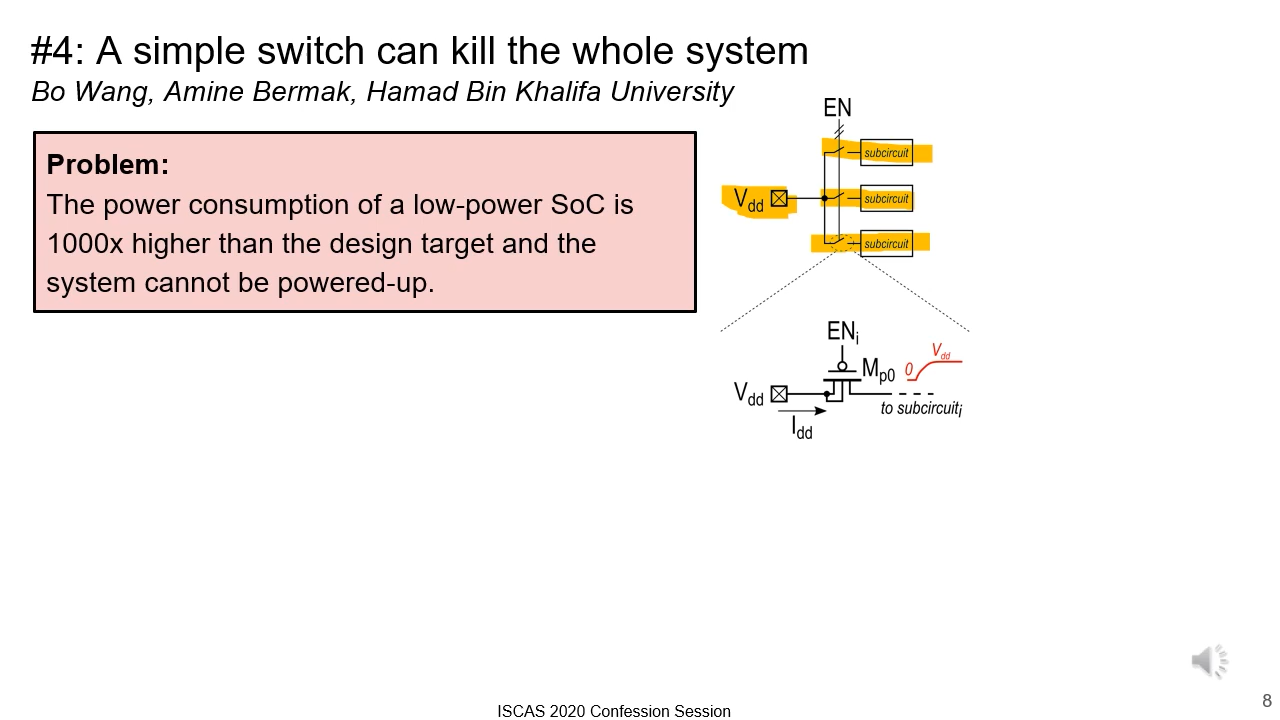 #4: A simple switch can kill the whole system
Bo Wang, Amine Bermak, Hamad Bin Khalifa University
Problem:
The power consumption of a low-power SoC is
1000x higher than the design target and the
system cannot be powered-up.
EN
subcircuit
Vdd
subcircuit
subcircuit
ENi
Vdd
Mp0
0
Vdd
to subcircuiti
Idd
ISCAS 2020 Confession Session
8